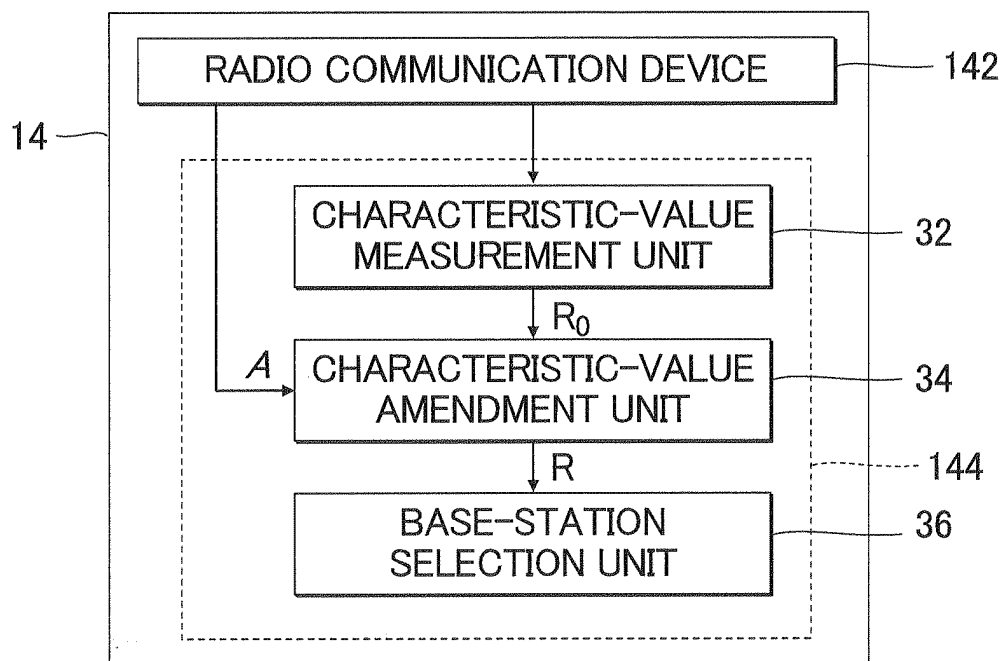 RADIO COMMUNICATION DEVICE
142
14
CHARACTERISTIC-VALUE
MEASUREMENT UNIT
32
R₀
A
CHARACTERISTIC-VALUE
AMENDMENT UNIT
34
R
144
BASE-STATION
SELECTION UNIT
36